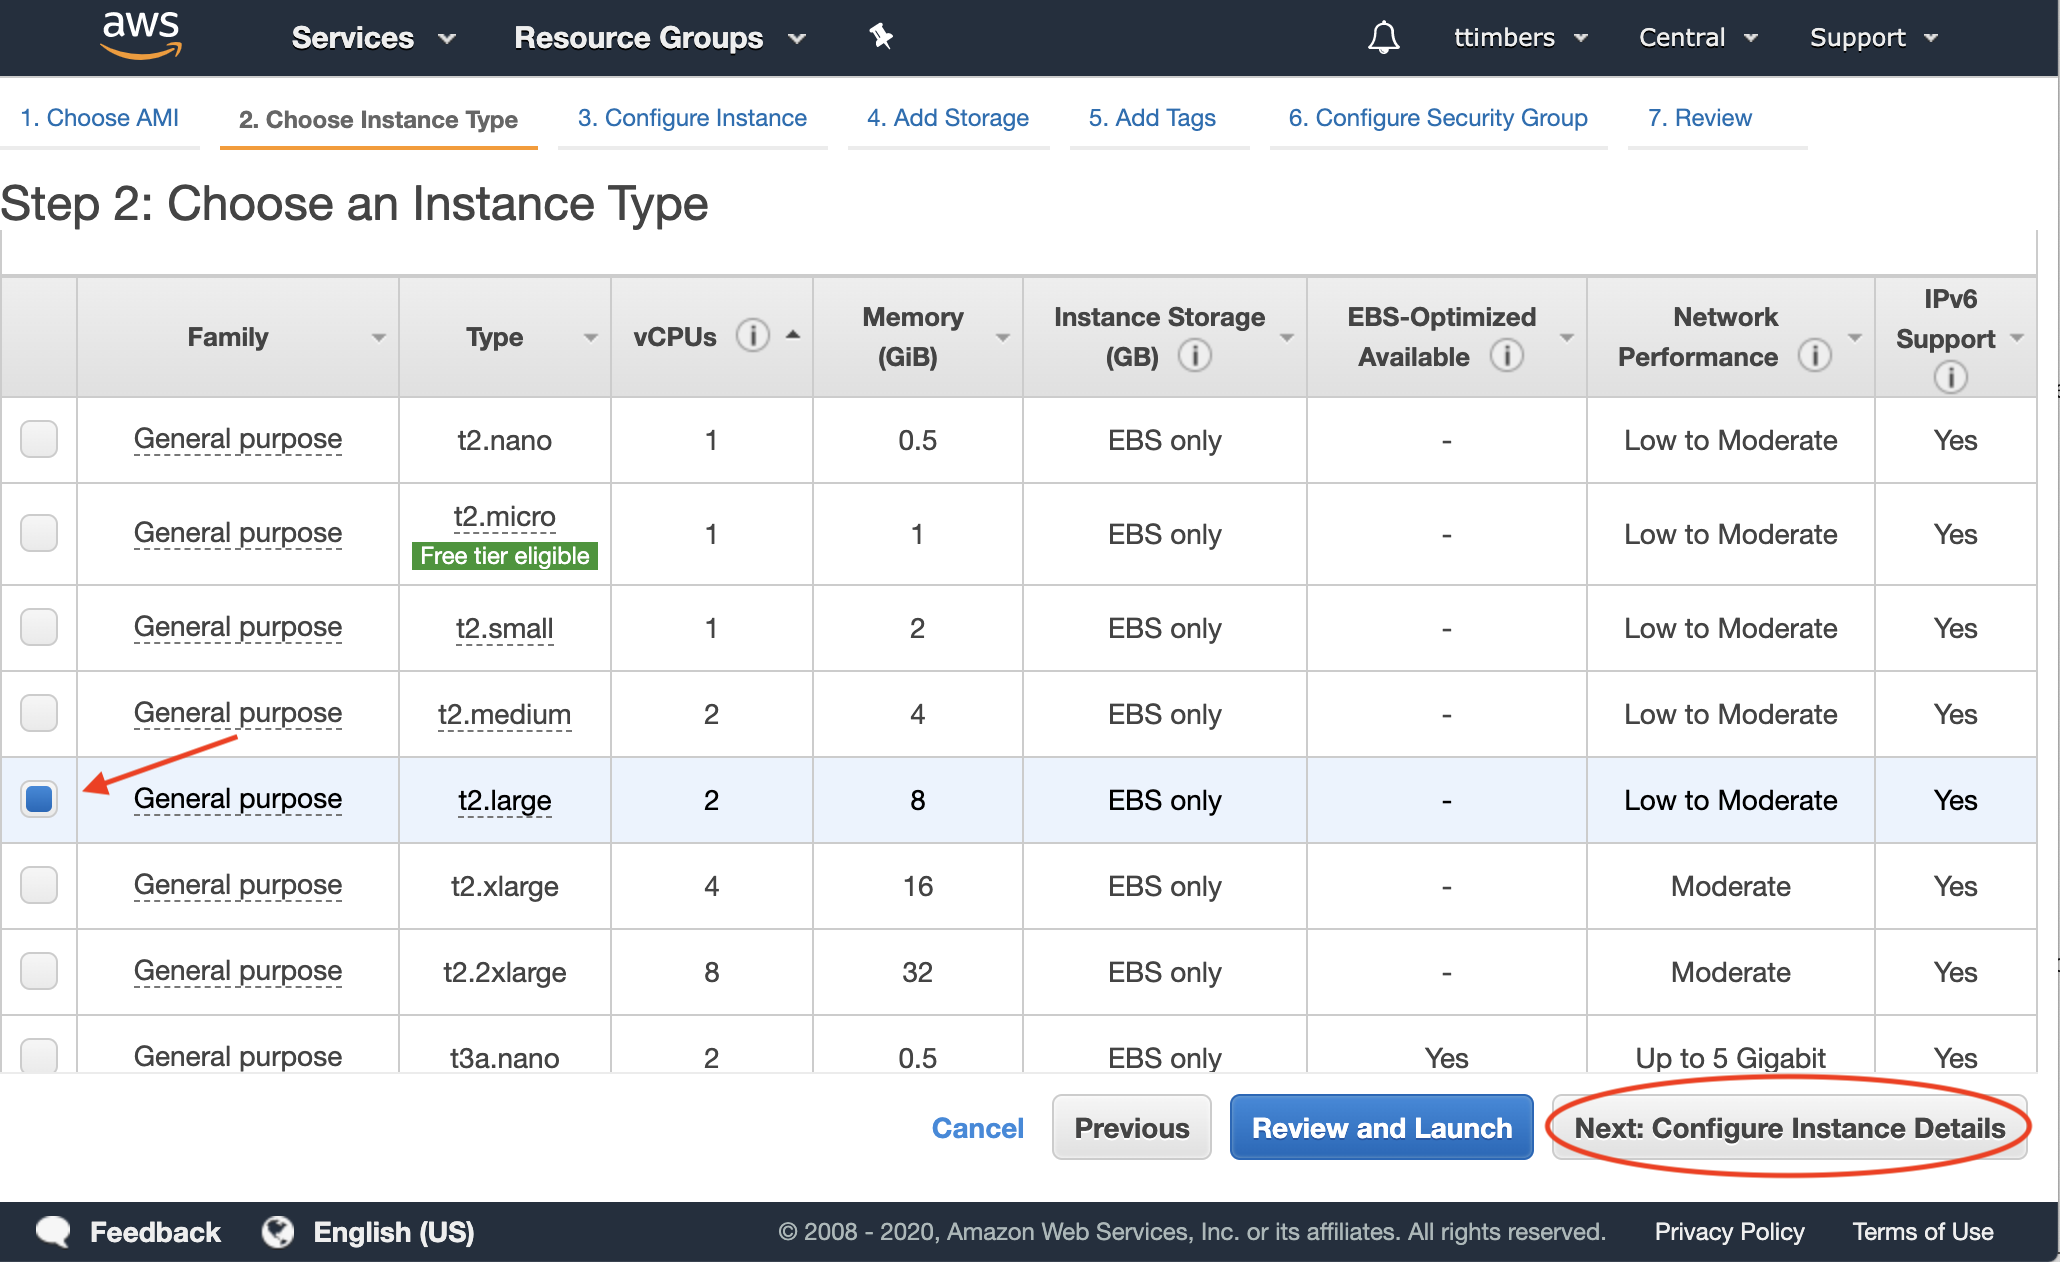 aws Services Resource Groups ttimbers Central Support
1. Choose AMI 2. Choose Instance Type 3. Configure Instance 4. Add Storage 5. Add Tags 6. Configure Security Group 7. Review
Step 2: Choose an Instance Type
Family Type vCPUs Memory (GiB) Instance Storage (GB) EBS-Optimized Available Network Performance IPv6 Support
General purpose t2.nano 1 0.5 EBS only - Low to Moderate Yes
General purpose t2.micro Free tier eligible 1 1 EBS only - Low to Moderate Yes
General purpose t2.small 1 2 EBS only - Low to Moderate Yes
General purpose t2.medium 2 4 EBS only - Low to Moderate Yes
General purpose t2.large 2 8 EBS only - Low to Moderate Yes
General purpose t2.xlarge 4 16 EBS only - Moderate Yes
General purpose t2.2xlarge 8 32 EBS only - Moderate Yes
General purpose t3a.nano 2 0.5 EBS only Yes Up to 5 Gigabit Yes
Cancel Previous Review and Launch Next: Configure Instance Details
Feedback English (US) © 2008 - 2020, Amazon Web Services, Inc. or its affiliates. All rights reserved. Privacy Policy Terms of Use